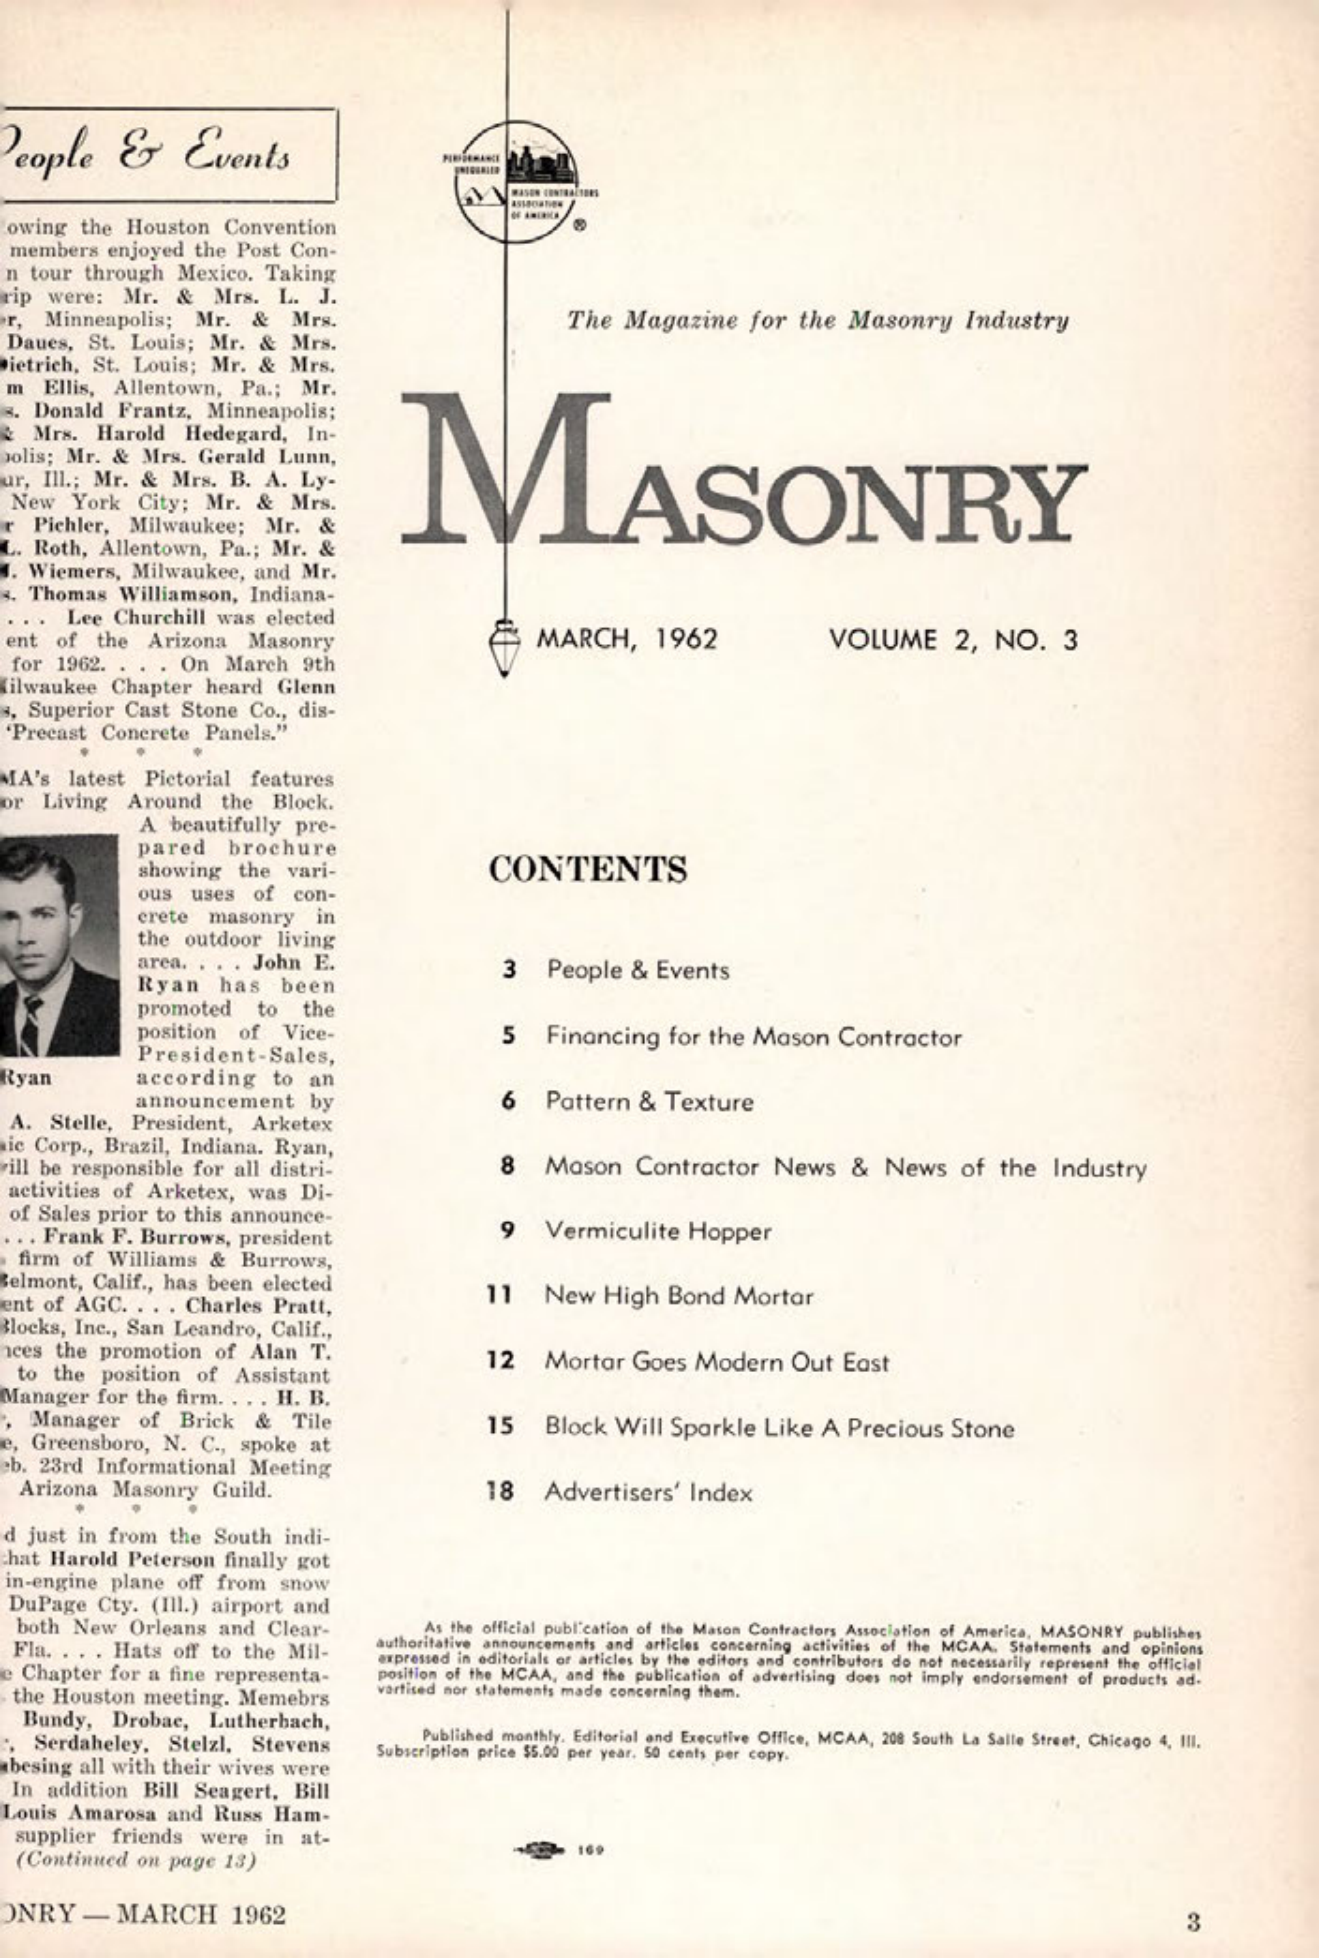 People & Events
owing the Houston Convention
members enjoyed the Post Con-
n tour through Mexico. Taking
rip were: Mr. & Mrs. L. J.
r, Minneapolis; Mr. & Mrs.
Daues, St. Louis; Mr. & Mrs.
ietrich, St. Louis; Mr. & Mrs.
m Ellis, Allentown, Pa.; Mr.
s. Donald Frantz, Minneapolis;
& Mrs. Harold Hedegard, In-
polis; Mr. & Mrs. Gerald Lunn,
ur, Ill.; Mr. & Mrs. B. A. Ly-
New York City; Mr. & Mrs.
r Pichler, Milwaukee; Mr. &
L. Roth, Allentown, Pa.; Mr. &
. Wiemers, Milwaukee, and Mr.
s. Thomas Williamson, Indiana-
. . . Lee Churchill was elected
ent of the Arizona Masonry
for 1962. . . . On March 9th
ilwaukee Chapter heard Glenn
s, Superior Cast Stone Co., dis-
"Precast Concrete Panels."
* * *
MA's latest Pictorial features
or Living Around the Block.
A beautifully pre-
pared brochure
showing the vari-
ous uses of con-
crete masonry in
the outdoor living
area. . . . John E.
Ryan has been
promoted to the
position of Vice-
President-Sales,
according to an
announcement by
Ryan
A. Stelle, President, Arketex
ic Corp., Brazil, Indiana. Ryan,
ill be responsible for all distri-
activities of Arketex, was Di-
of Sales prior to this announce-
. . . Frank F. Burrows, president
firm of Williams & Burrows,
Belmont, Calif., has been elected
ent of AGC. . . . Charles Pratt,
Blocks, Inc., San Leandro, Calif.,
nces the promotion of Alan T.
to the position of Assistant
Manager for the firm. . . . H. B.
, Manager of Brick & Tile
e, Greensboro, N. C., spoke at
eb. 23rd Informational Meeting
Arizona Masonry Guild.
* * *
d just in from the South indi-
that Harold Peterson finally got
in-engine plane off from snow
DuPage Cty. (Ill.) airport and
both New Orleans and Clear-
Fla. . . . Hats off to the Mil-
e Chapter for a fine representa-
the Houston meeting. Memebrs
Bundy, Drobac, Lutherbach,
, Serdaheley, Stelzl, Stevens
besing all with their wives were
In addition Bill Seagert, Bill
Louis Amarosa and Russ Ham-
supplier friends were in at-
(Continued on page 13)
ONRY — MARCH 1962
PERFORMANCE
UNEQUALED
MASON CONTRACTORS
ASSOCIATION
OF AMERICA
®
The Magazine for the Masonry Industry
MASONRY
MARCH, 1962 VOLUME 2, NO. 3
CONTENTS
3 People & Events
5 Financing for the Mason Contractor
6 Pattern & Texture
8 Mason Contractor News & News of the Industry
9 Vermiculite Hopper
11 New High Bond Mortar
12 Mortar Goes Modern Out East
15 Block Will Sparkle Like A Precious Stone
18 Advertisers' Index
As the official publication of the Mason Contractors Association of America, MASONRY publishes
authoritative announcements and articles concerning activities of the MCAA. Statements and opinions
expressed in editorials or articles by the editors and contributors do not necessarily represent the official
position of the MCAA, and the publication of advertising does not imply endorsement of products ad-
vertised nor statements made concerning them.
Published monthly. Editorial and Executive Office, MCAA, 208 South La Salle Street, Chicago 4, Ill.
Subscription price $5.00 per year. 50 cents per copy.
169
3